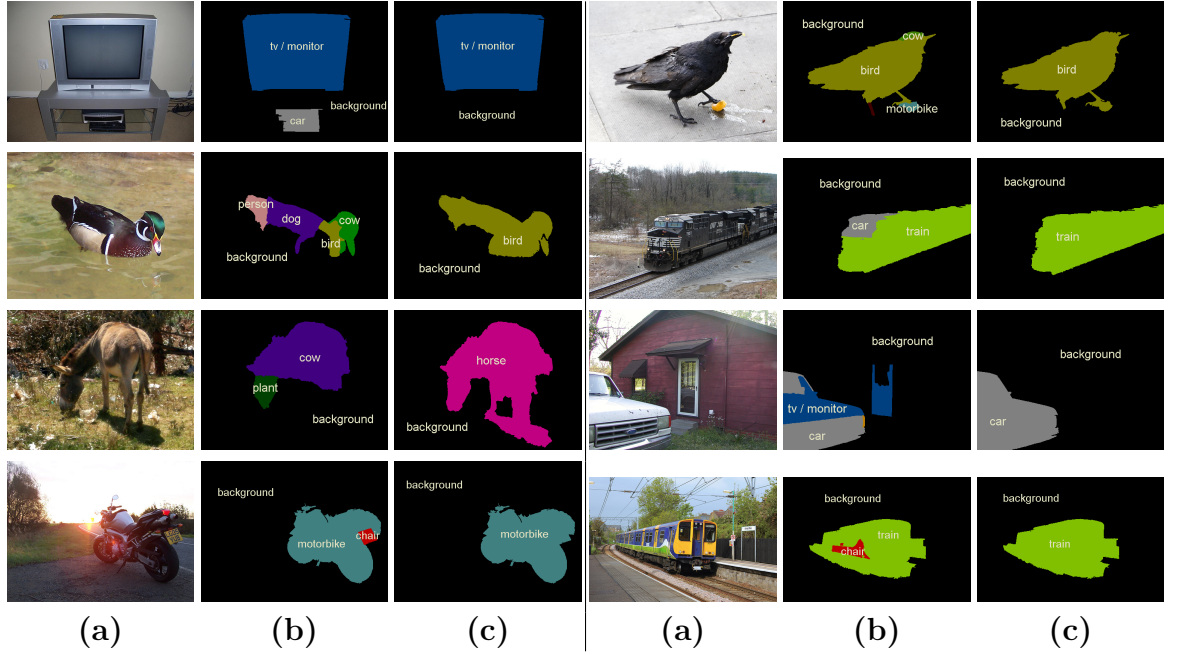 tv / monitor
background
car
tv / monitor
background
background
cow
bird
motorbike
bird
background
person
dog
cow
bird
background
bird
background
background
car
train
background
train
cow
plant
background
horse
background
background
tv / monitor
car
background
car
background
motorbike
chair
background
motorbike
background
train
chair
background
train
(a)
(b)
(c)
(a)
(b)
(c)